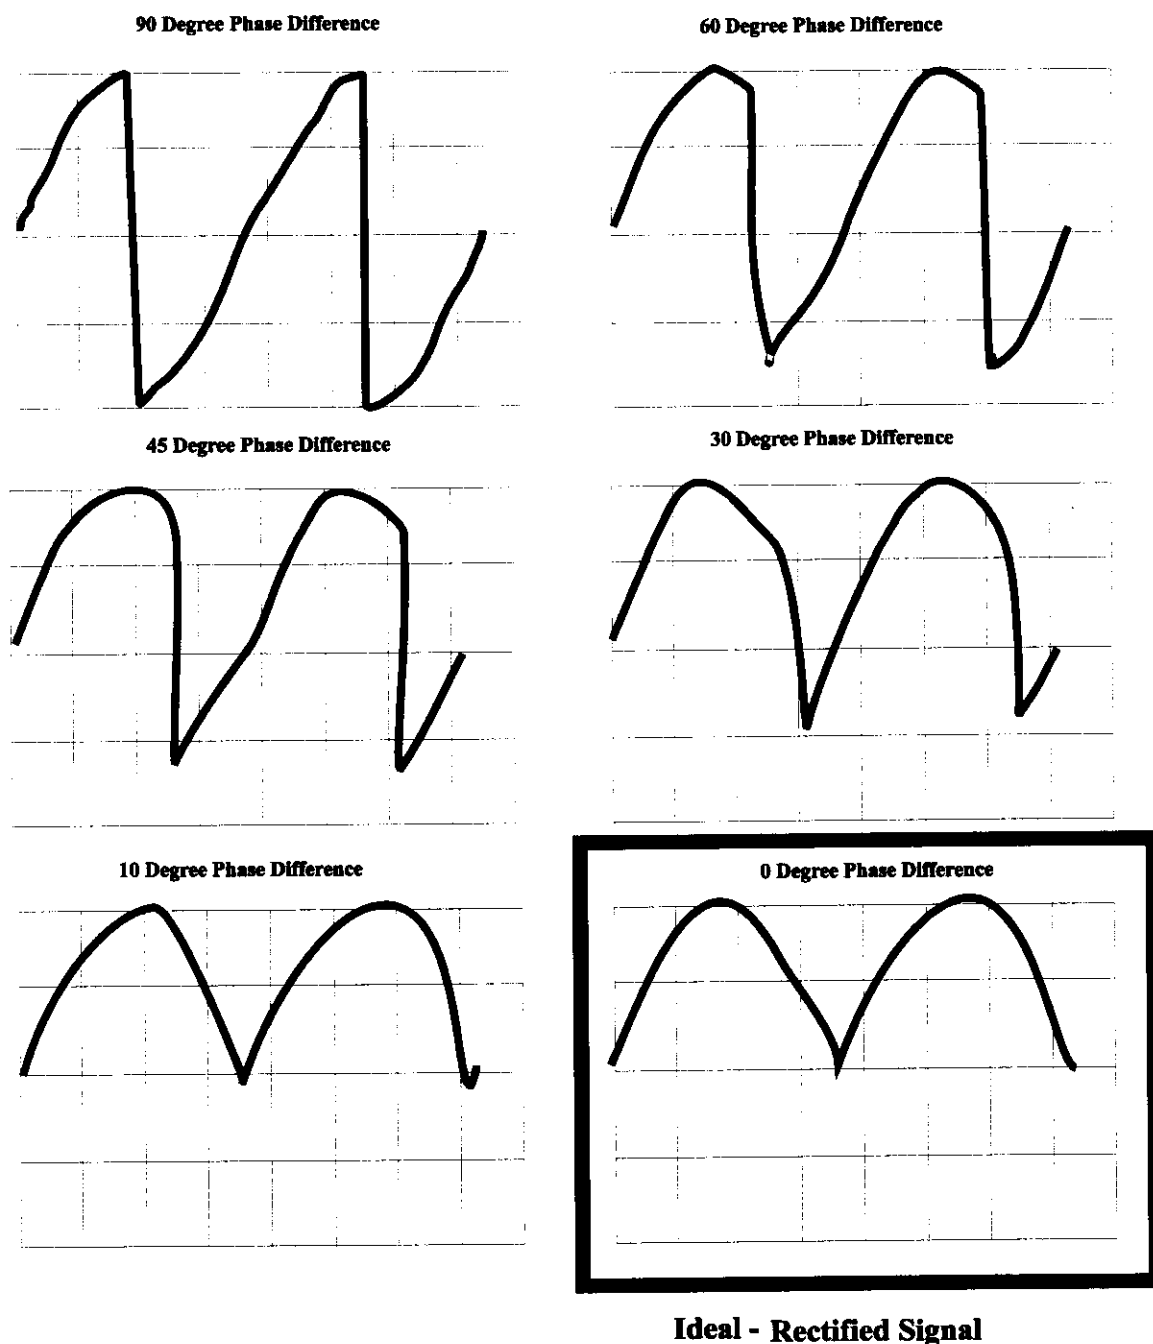 90 Degree Phase Difference
60 Degree Phase Difference
45 Degree Phase Difference
30 Degree Phase Difference
10 Degree Phase Difference
0 Degree Phase Difference
Ideal - Rectified Signal